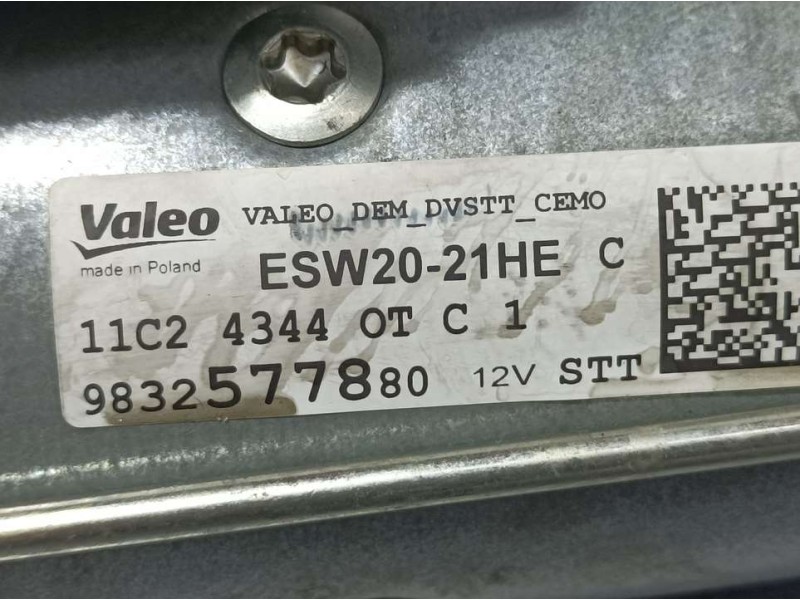 Valeo VALEO_DEM_DVSTT_CEMO
made in Poland ESW20-21HE C
11C2 4344 OT C 1
9832577880 12V STT